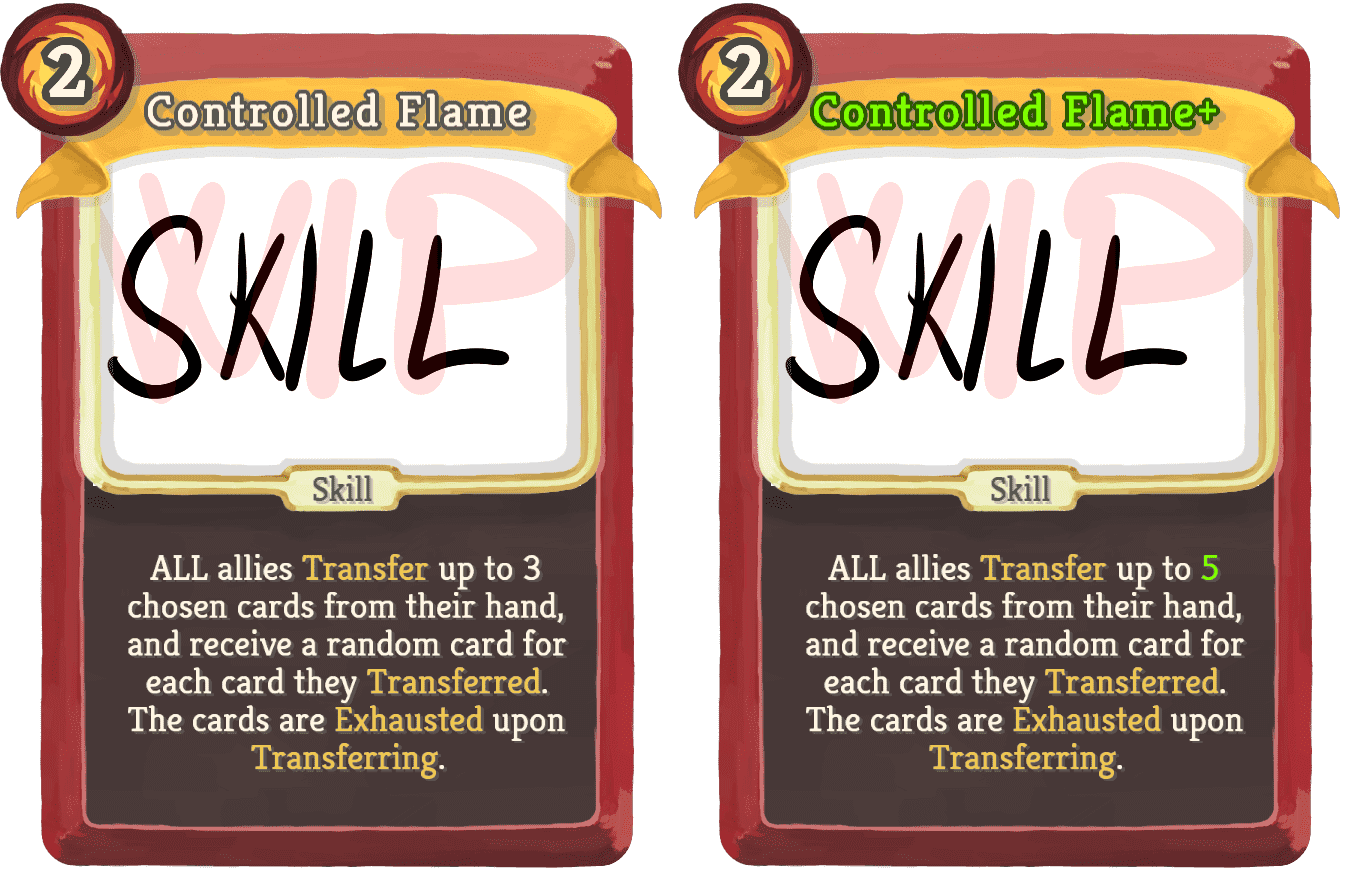 2
Controlled Flame
WIP
SKILL
Skill
ALL allies Transfer up to 3
chosen cards from their hand,
and receive a random card for
each card they Transferred.
The cards are Exhausted upon
Transferring.
2
Controlled Flame+
WIP
SKILL
Skill
ALL allies Transfer up to 5
chosen cards from their hand,
and receive a random card for
each card they Transferred.
The cards are Exhausted upon
Transferring.